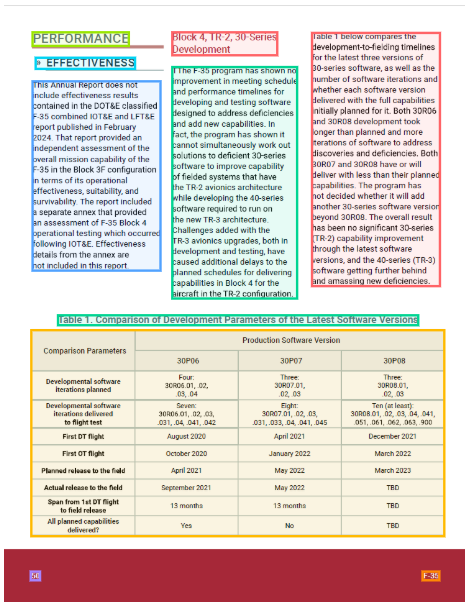 PERFORMANCE
» EFFECTIVENESS
This Annual Report does not
include effectiveness results
contained in the DOT&E classified
F-35 combined IOT&E and LFT&E
report published in February
2024. That report provided an
independent assessment of the
overall mission capability of the
F-35 in the Block 3F configuration
in terms of its operational
effectiveness, suitability, and
survivability. The report included
a separate annex that provided
an assessment of F-35 Block 4
operational testing which occurred
following IOT&E. Effectiveness
details from the annex are
not included in this report.
Block 4, TR-2, 30-Series
Development
The F-35 program has shown no
improvement in meeting schedule
and performance timelines for
developing and testing software
designed to address deficiencies
and add new capabilities. In
fact, the program has shown it
cannot simultaneously work out
solutions to deficient 30-series
software to improve capability
of fielded systems that have
the TR-2 avionics architecture
while developing the 40-series
software required to run on
the new TR-3 architecture.
Challenges added with the
TR-3 avionics upgrades, both in
development and testing, have
caused additional delays to the
planned schedules for delivering
capabilities in Block 4 for the
aircraft in the TR-2 configuration.
Table 1 below compares the
development-to-fielding timelines
for the latest three versions of
30-series software, as well as the
number of software iterations and
whether each software version
delivered with the full capabilities
initially planned for it. Both 30R06
and 30R08 development took
longer than planned and more
iterations of software to address
discoveries and deficiencies. Both
30R07 and 30R08 have or will
deliver with less than their planned
capabilities. The program has
not decided whether it will add
another 30-series software version
beyond 30R08. The overall result
has been no significant 30-series
(TR-2) capability improvement
through the latest software
versions, and the 40-series (TR-3)
software getting further behind
and amassing new deficiencies.
Table 1. Comparison of Development Parameters of the Latest Software Versions
Comparison Parameters
Production Software Version
30P06 30P07 30P08
Developmental software
iterations planned
Four:
30R06.01, .02,
.03, .04
Three:
30R07.01,
.02, .03
Three:
30R08.01,
.02, .03
Developmental software
iterations delivered
to flight test
Seven:
30R06.01, .02, .03,
.031, .04, .041, .042
Eight:
30R07.01, .02, .03,
.031, .033, .04, .041, .045
Ten (at least):
30R08.01, .02, .03, .04, .041,
.051, .061, .062, .063, .900
First DT flight August 2020 April 2021 December 2021
First OT flight October 2020 January 2022 March 2022
Planned release to the field April 2021 May 2022 March 2023
Actual release to the field September 2021 May 2022 TBD
Span from 1st DT flight
to field release
13 months 13 months TBD
All planned capabilities
delivered?
Yes No TBD
50 F-35